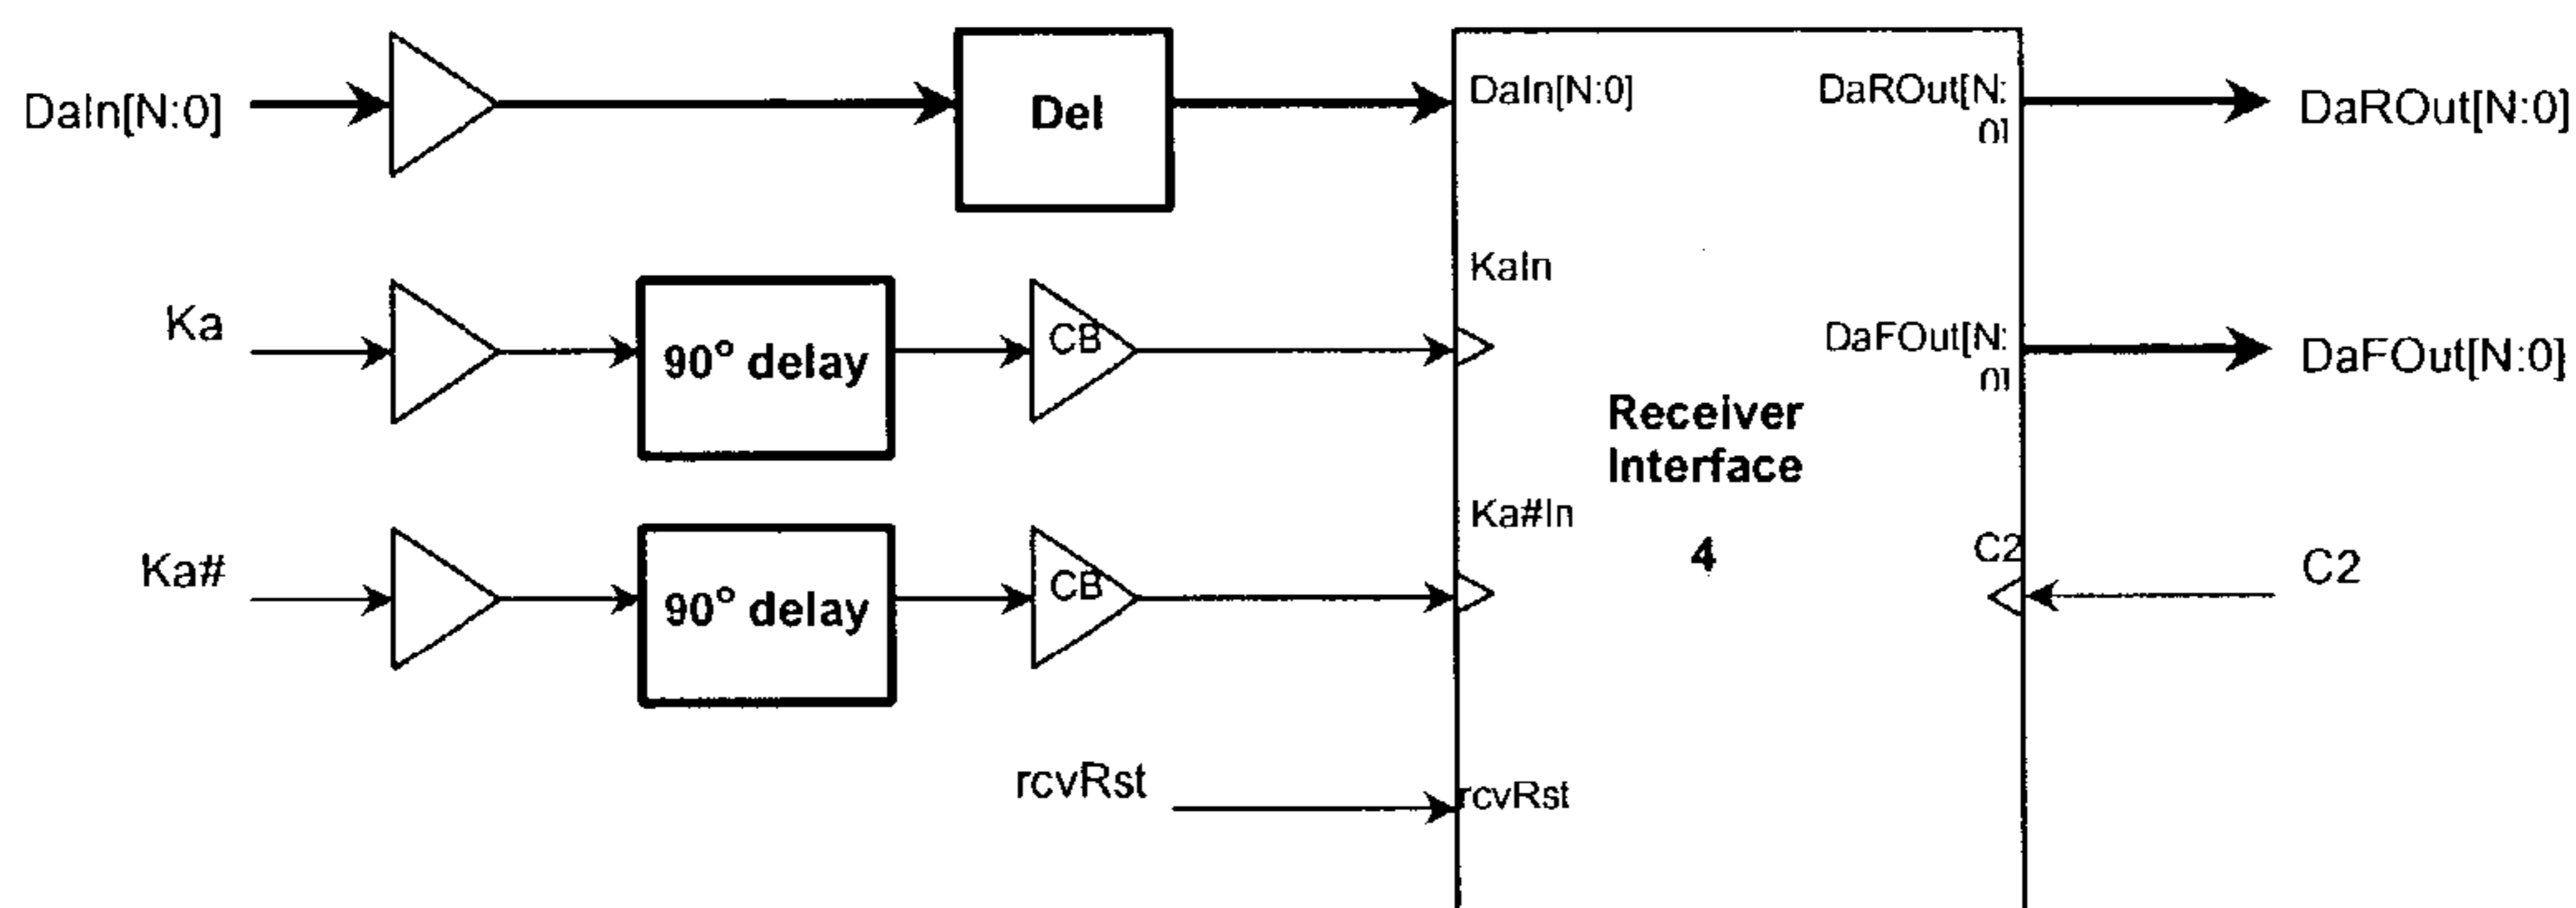 DaIn[N:0]
Del
DaIn[N:0]
DaROut[N:
0]
DaROut[N:0]
Ka
90° delay
CB
KaIn
DaFOut[N:
0]
DaFOut[N:0]
Receiver
Interface
4
Ka#
90° delay
CB
Ka#In
C2
C2
rcvRst
rcvRst